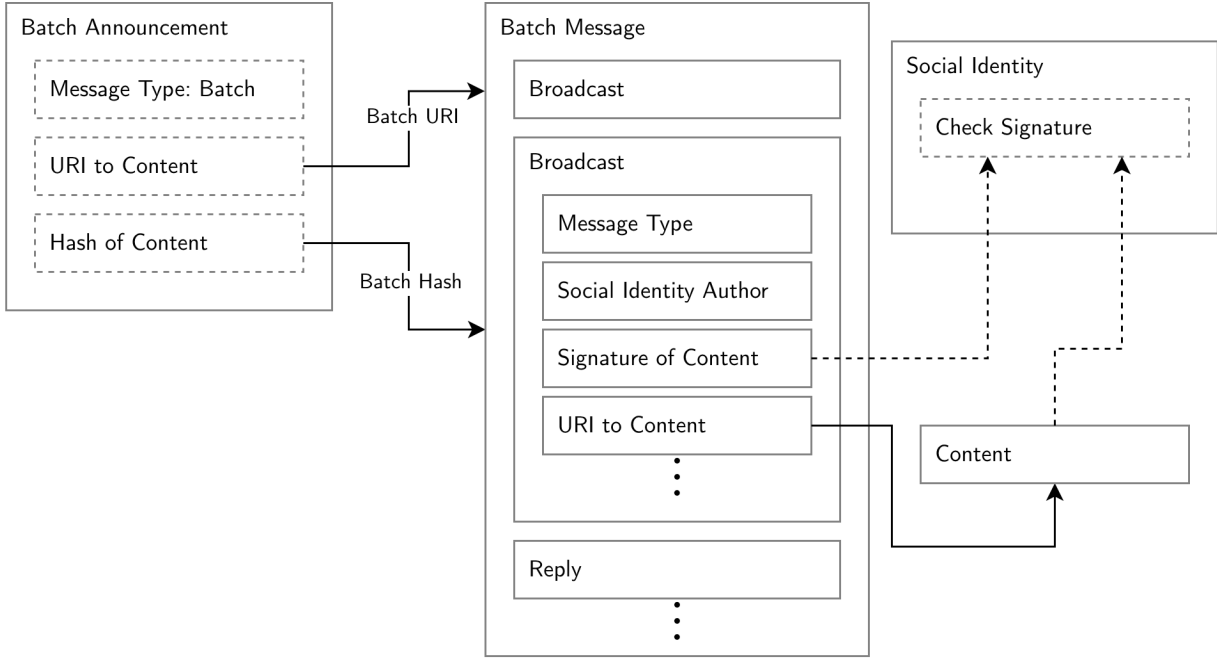 Batch Announcement
Message Type: Batch
URI to Content
Hash of Content
Batch URI
Batch Hash
Batch Message
Broadcast
Broadcast
Message Type
Social Identity Author
Signature of Content
URI to Content
Reply
Social Identity
Check Signature
Content